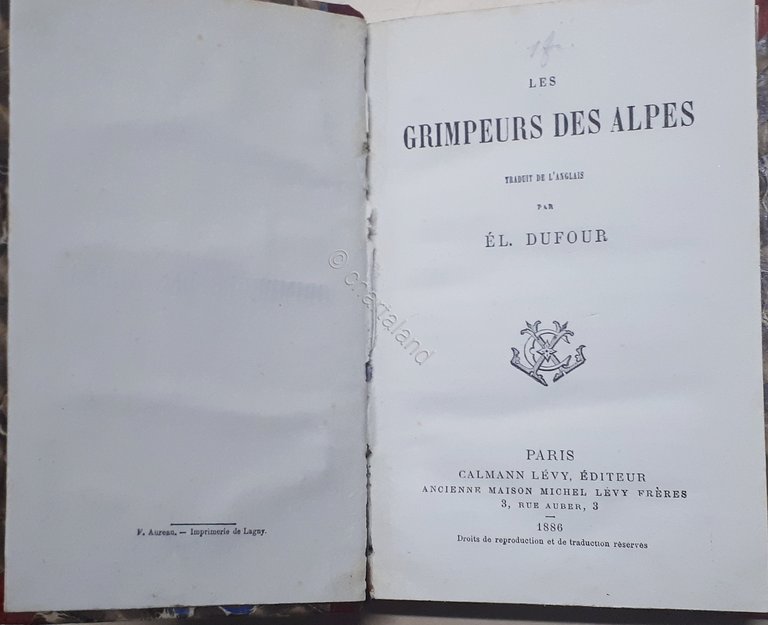 F. Aureau. — Imprimerie de Lagny.
LES
GRIMPEURS DES ALPES
TRADUIT DE L'ANGLAIS
PAR
ÉL. DUFOUR
PARIS
CALMANN LÉVY, ÉDITEUR
ANCIENNE MAISON MICHEL LÉVY FRÈRES
3, RUE AUBER, 3
1886
Droits de reproduction et de traduction réservés
© chartaland